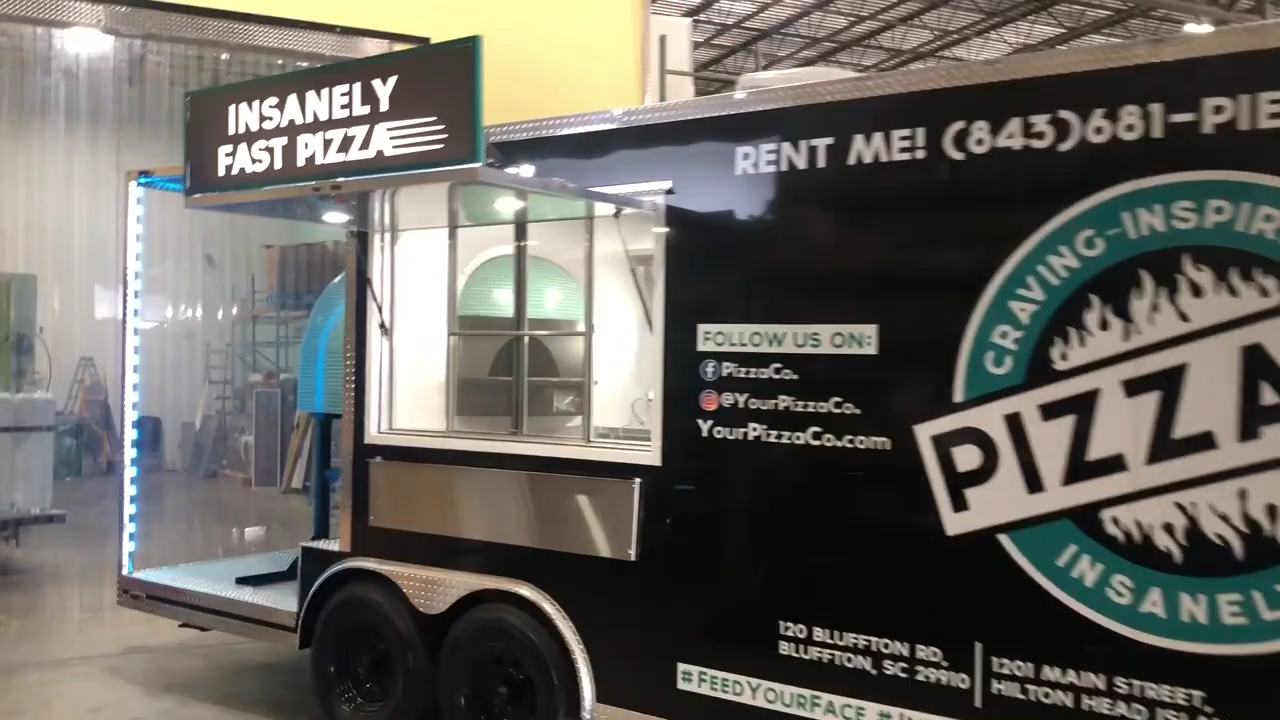 INSANELY
FAST PIZZA
RENT ME! (843)681-PIE
CRAVING-INSPIR
PIZZA
INSANEL
FOLLOW US ON:
PizzaCo.
@YourPizzaCo.
YourPizzaCo.com
120 BLUFFTON RD,
BLUFFTON, SC 29910
1201 MAIN STREET,
HILTON HEAD IS
#FEEDYOURFACE